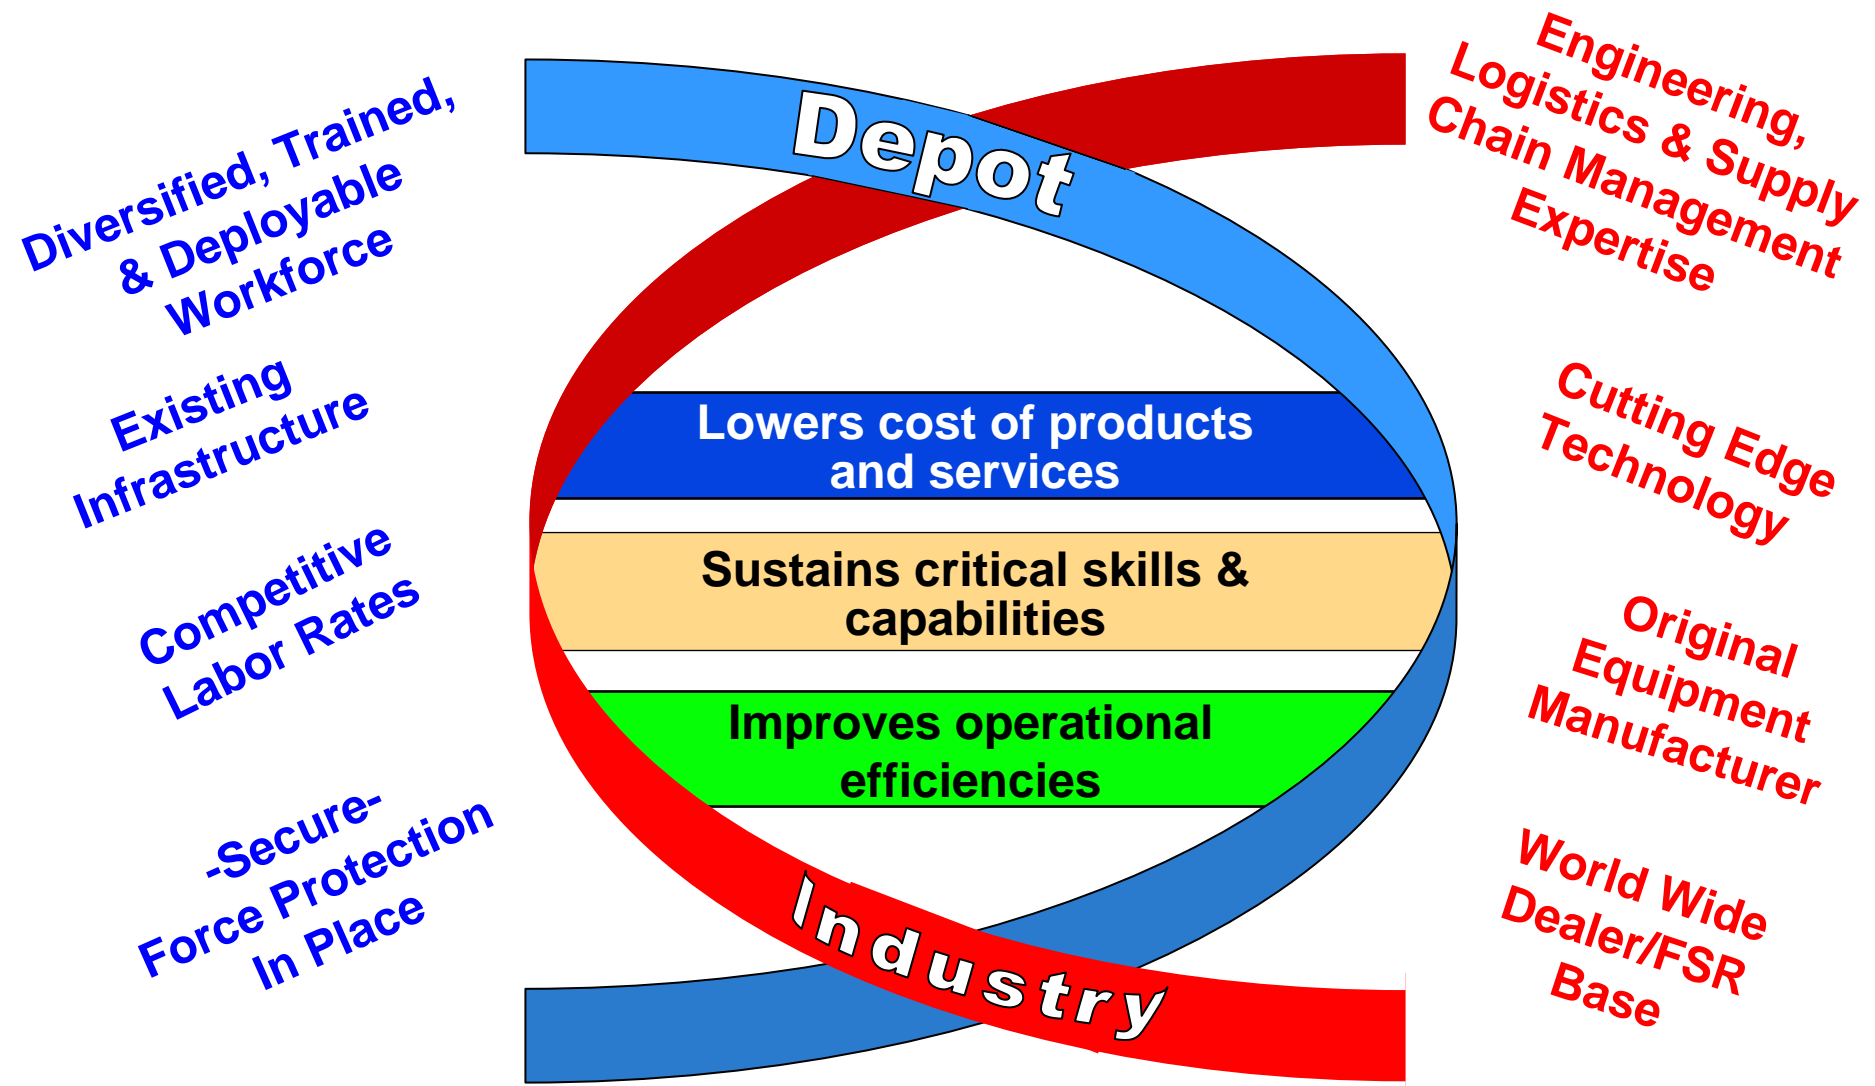 Diversified, Trained,
& Deployable
Workforce
Existing
Infrastructure
Competitive
Labor Rates
-Secure-
Force Protection
In Place
Depot
Lowers cost of products
and services
Sustains critical skills &
capabilities
Improves operational
efficiencies
Industry
Engineering,
Logistics & Supply
Chain Management
Expertise
Cutting Edge
Technology
Original
Equipment
Manufacturer
World Wide
Dealer/FSR
Base